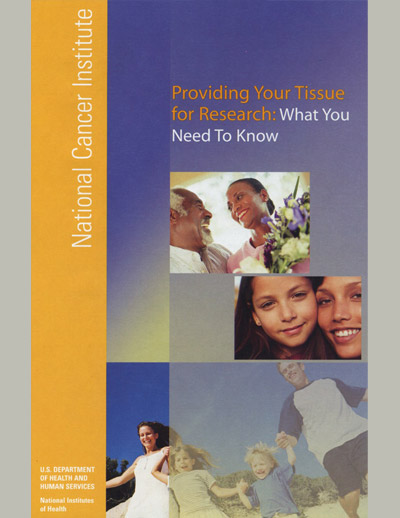 National Cancer Institute
Providing Your Tissue
for Research: What You
Need To Know
U.S. DEPARTMENT
OF HEALTH AND
HUMAN SERVICES
National Institutes
of Health